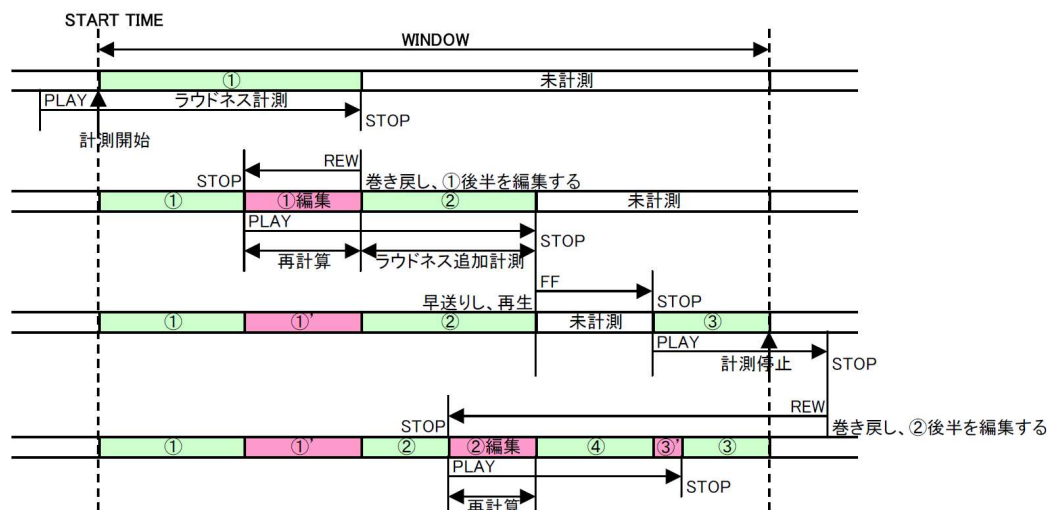 START TIME
WINDOW
① 未計測
PLAY ラウドネス計測
STOP
計測開始
REW
STOP 巻き戻し、①後半を編集する
① ①編集 ② 未計測
PLAY
STOP
再計算 ラウドネス追加計測
FF
早送りし、再生 STOP
① ①' ② 未計測 ③
PLAY
計測停止 STOP
REW
STOP 巻き戻し、②後半を編集する
① ①' ② ②編集 ④ ③' ③
PLAY
STOP
再計算